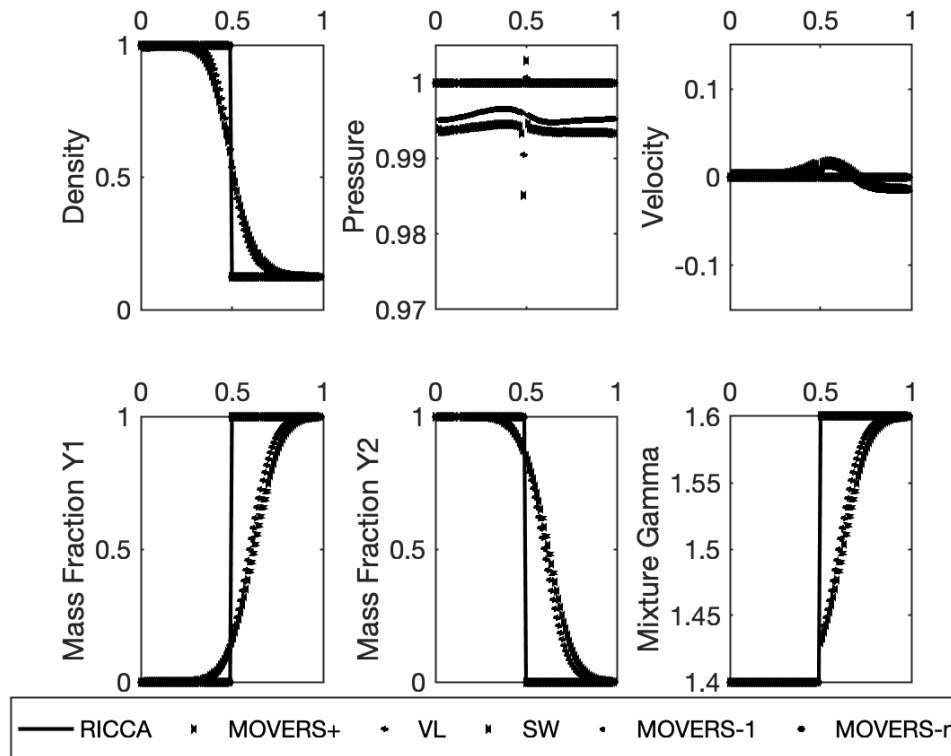 0 0.5 1 0 0.5 1 0 0.5 1
1 1 0.1
Density 0.5 Pressure 0.99 Velocity 0
0.98 -0.1
0 0.97
0 0.5 1 0 0.5 1 0 0.5 1
1 1 1.6
Mass Fraction Y1 0.5 Mass Fraction Y2 0.5 Mixture Gamma 1.55
1.5
1.45
0 0 1.4
RICCA MOVERS+ VL SW MOVERS-1 MOVERS-n